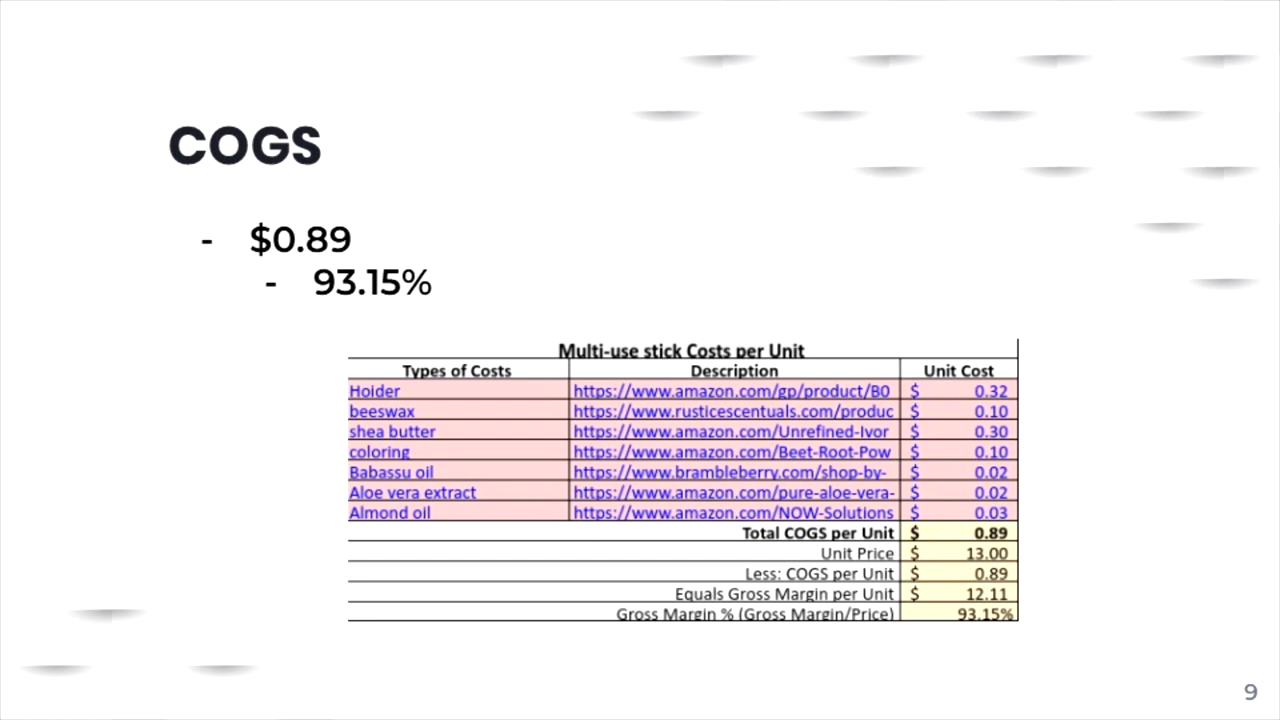 COGS
- $0.89
- 93.15%
Multi-use stick Costs per Unit
Types of Costs Description Unit Cost
Hoider https://www.amazon.com/gp/product/B0 $ 0.32
beeswax https://www.rusticescentuals.com/produc $ 0.10
shea butter https://www.amazon.com/Unrefined-Ivor $ 0.30
coloring https://www.amazon.com/Beet-Root-Pow $ 0.10
Babassu oil https://www.brambleberry.com/shop-by- $ 0.02
Aloe vera extract https://www.amazon.com/pure-aloe-vera- $ 0.02
Almond oil https://www.amazon.com/NOW-Solutions $ 0.03
Total COGS per Unit $ 0.89
Unit Price $ 13.00
Less: COGS per Unit $ 0.89
Equals Gross Margin per Unit $ 12.11
Gross Margin % (Gross Margin/Price) 93.15%
9